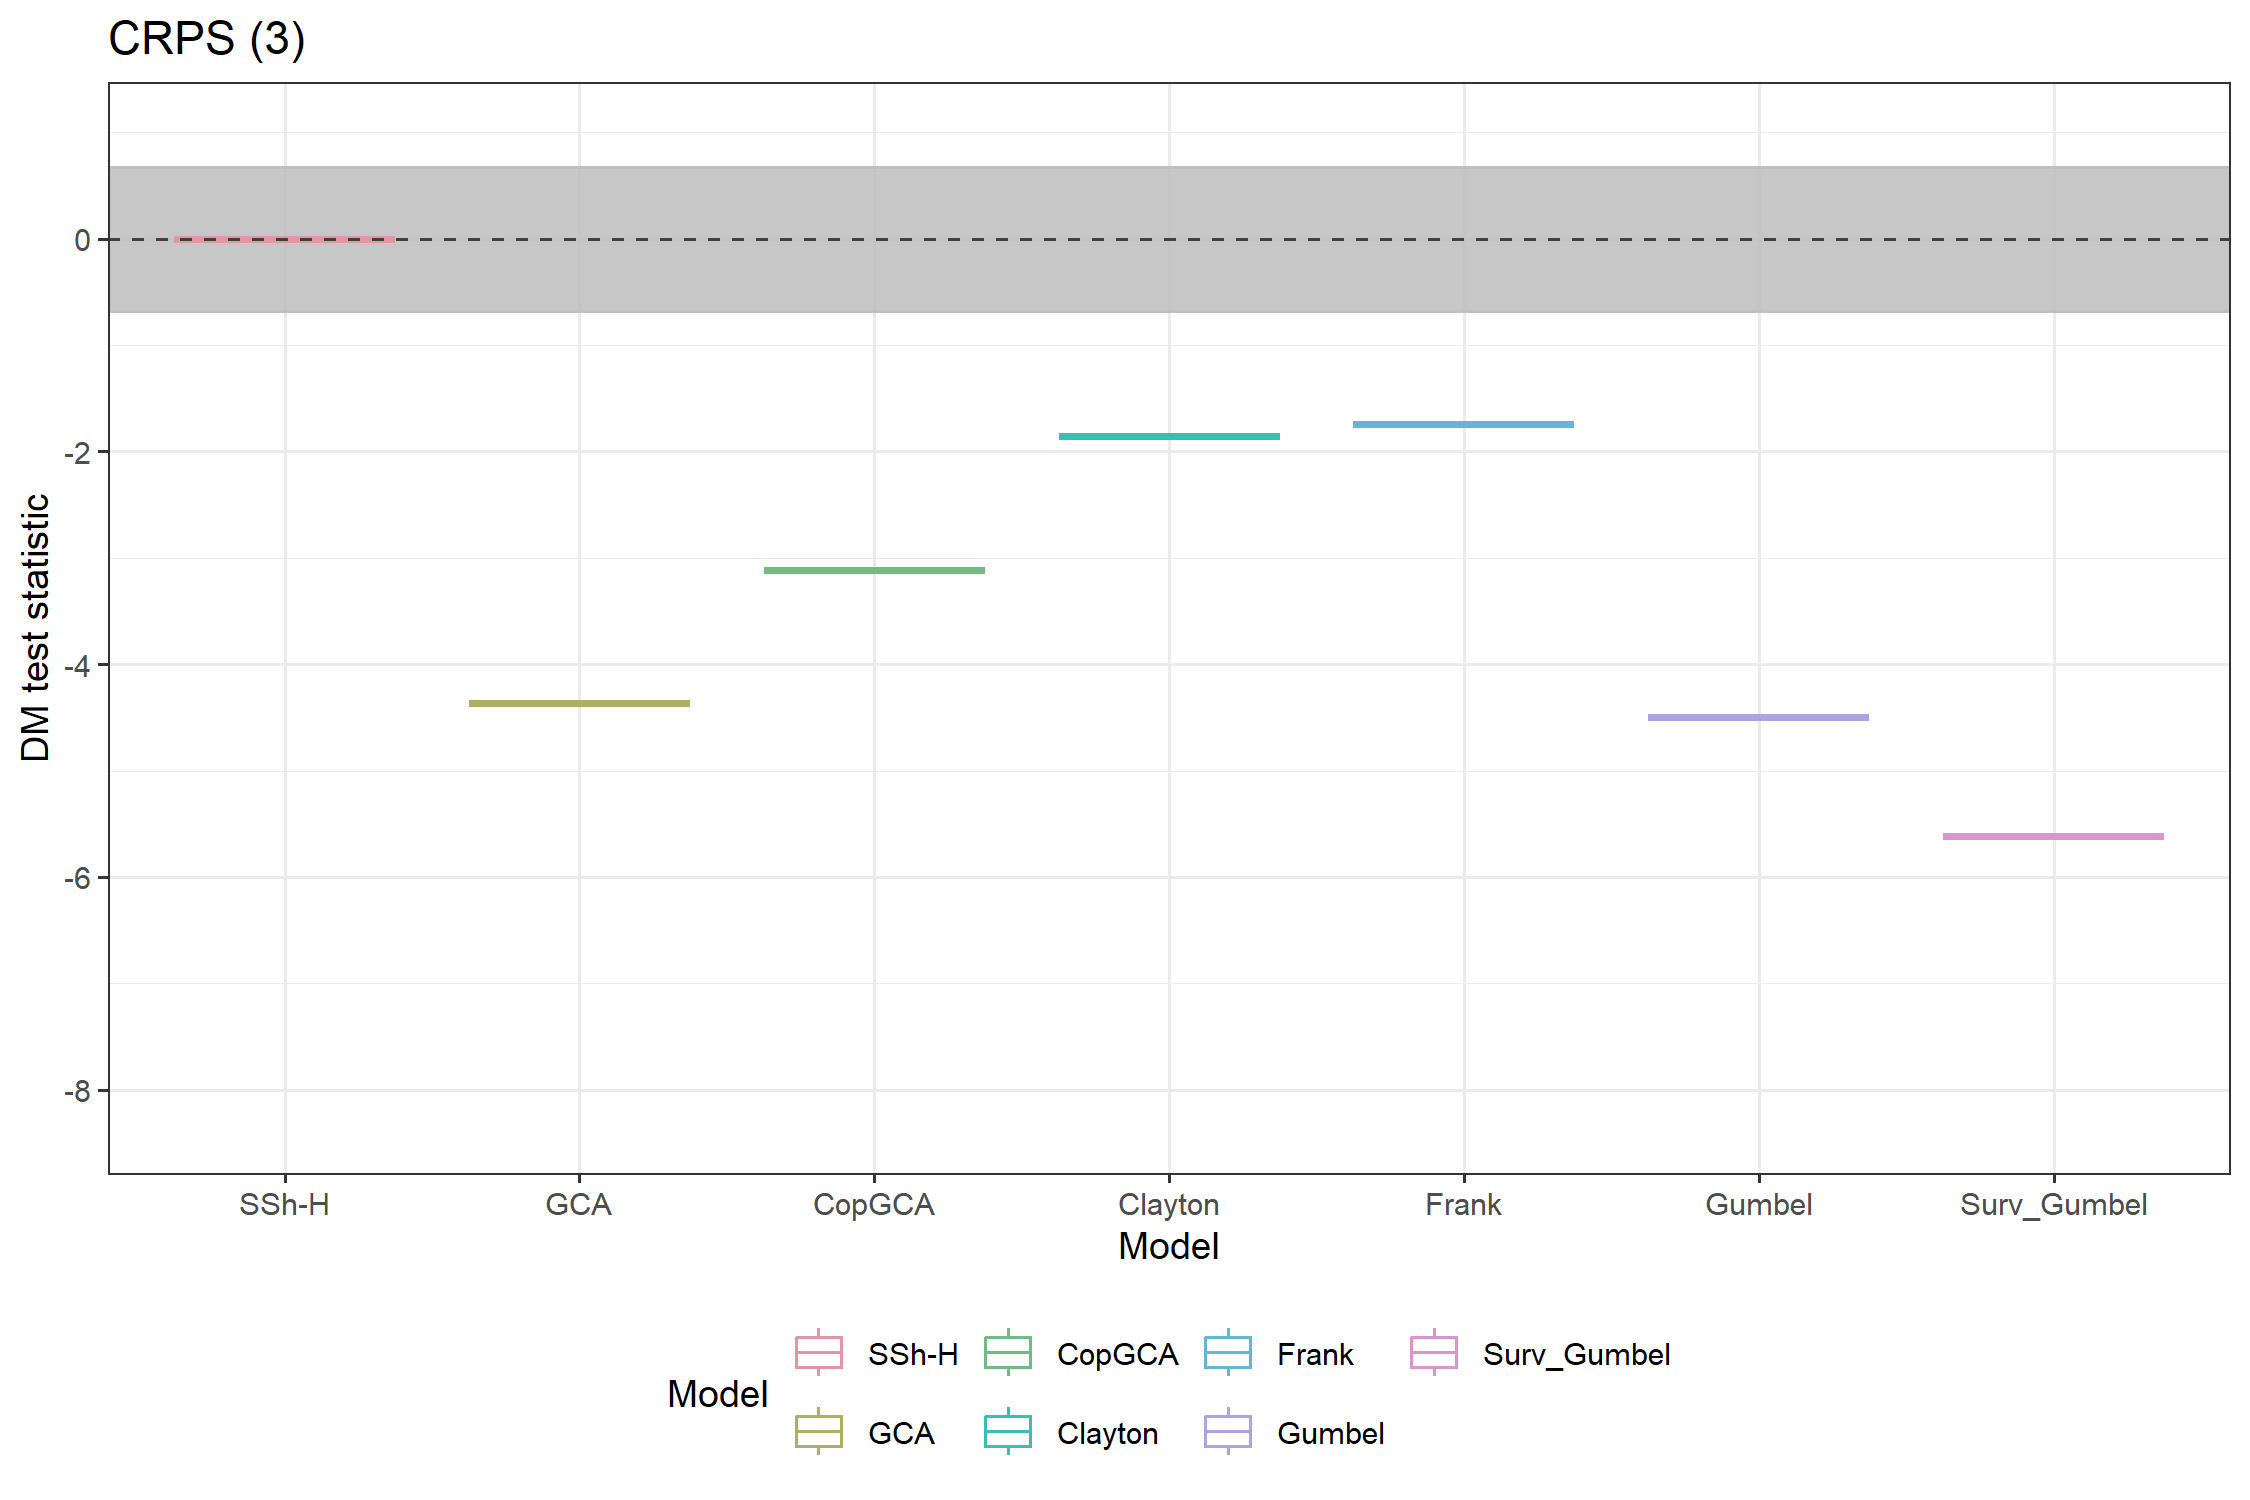 CRPS (3)
DM test statistic
0
-2
-4
-6
-8
SSh-H GCA CopGCA Clayton Frank Gumbel Surv_Gumbel
Model
Model
SSh-H CopGCA Frank Surv_Gumbel
GCA Clayton Gumbel